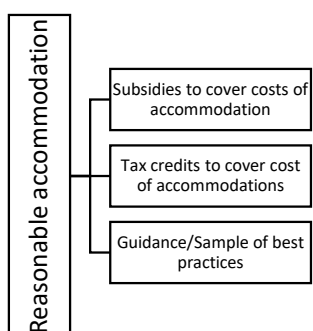 Reasonable accommodation
Subsidies to cover costs of
accommodation
Tax credits to cover cost
of accommodations
Guidance/Sample of best
practices